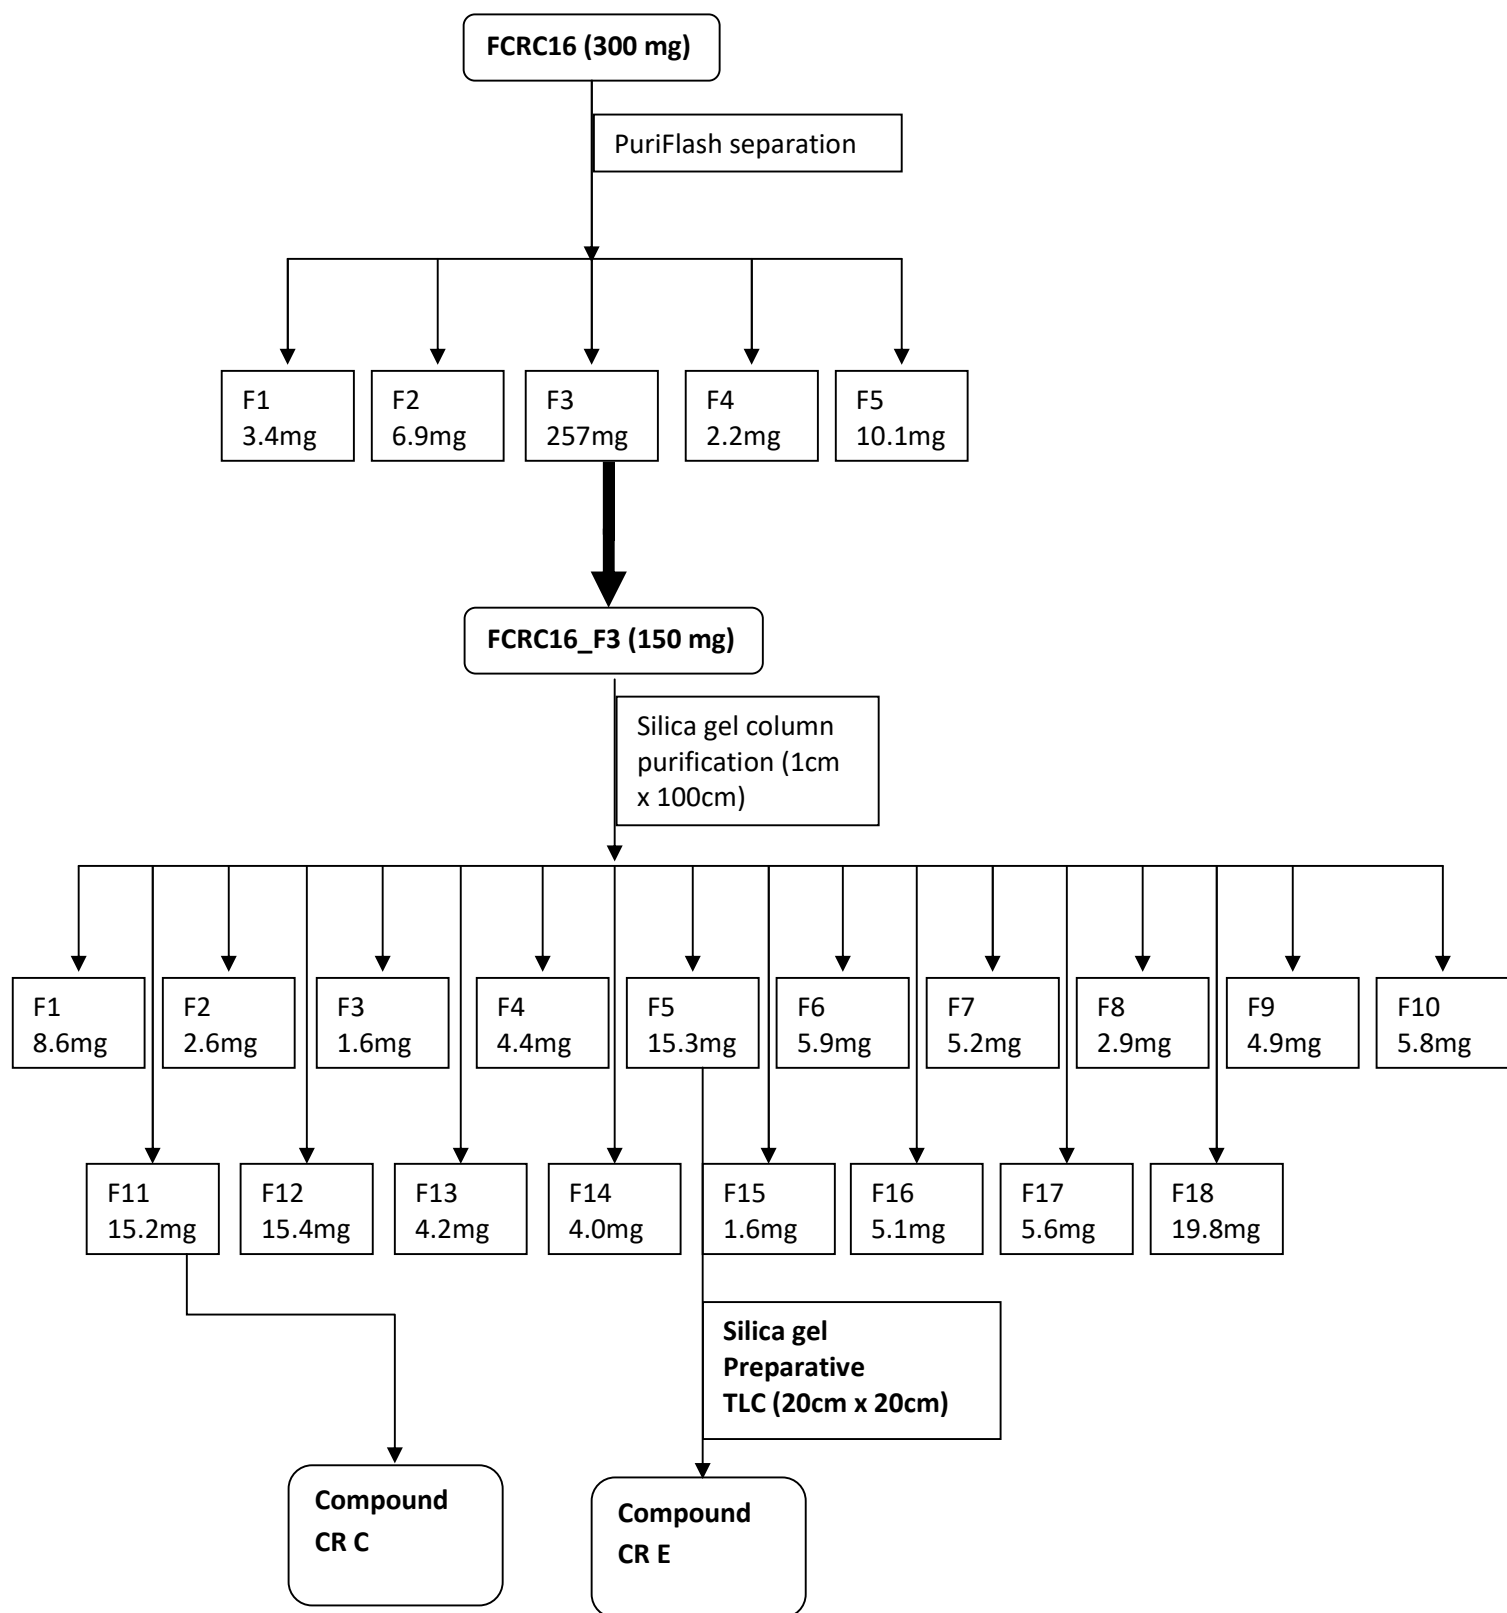 FCRC16 (300 mg)
PuriFlash separation
F1
3.4mg
F2
6.9mg
F3
257mg
F4
2.2mg
F5
10.1mg
FCRC16_F3 (150 mg)
Silica gel column
purification (1cm
x 100cm)
F1
8.6mg
F2
2.6mg
F3
1.6mg
F4
4.4mg
F5
15.3mg
F6
5.9mg
F7
5.2mg
F8
2.9mg
F9
4.9mg
F10
5.8mg
F11
15.2mg
F12
15.4mg
F13
4.2mg
F14
4.0mg
F15
1.6mg
F16
5.1mg
F17
5.6mg
F18
19.8mg
Silica gel
Preparative
TLC (20cm x 20cm)
Compound
CR C
Compound
CR E